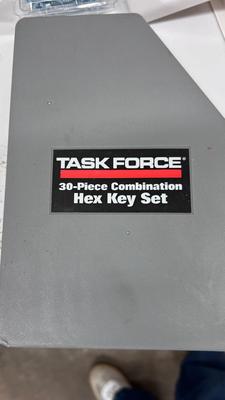 TASK FORCE®
30-Piece Combination
Hex Key Set